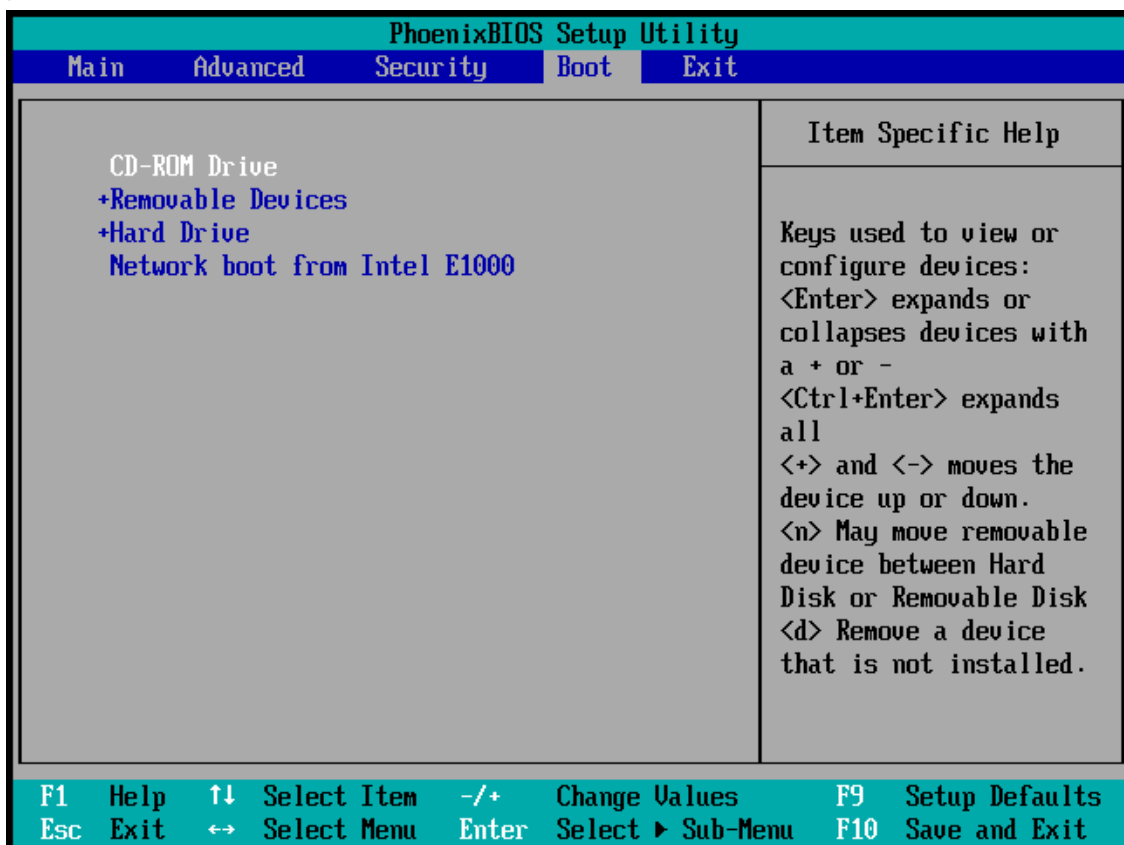 PhoenixBIOS Setup Utility
Main Advanced Security Boot Exit
CD-ROM Drive
+Removable Devices
+Hard Drive
Network boot from Intel E1000
Item Specific Help
Keys used to view or
configure devices:
<Enter> expands or
collapses devices with
a + or -
<Ctrl+Enter> expands
all
<+> and <-> moves the
device up or down.
<n> May move removable
device between Hard
Disk or Removable Disk
<d> Remove a device
that is not installed.
F1 Help ↑↓ Select Item -/+ Change Values F9 Setup Defaults
Esc Exit ↔ Select Menu Enter Select ▶ Sub-Menu F10 Save and Exit